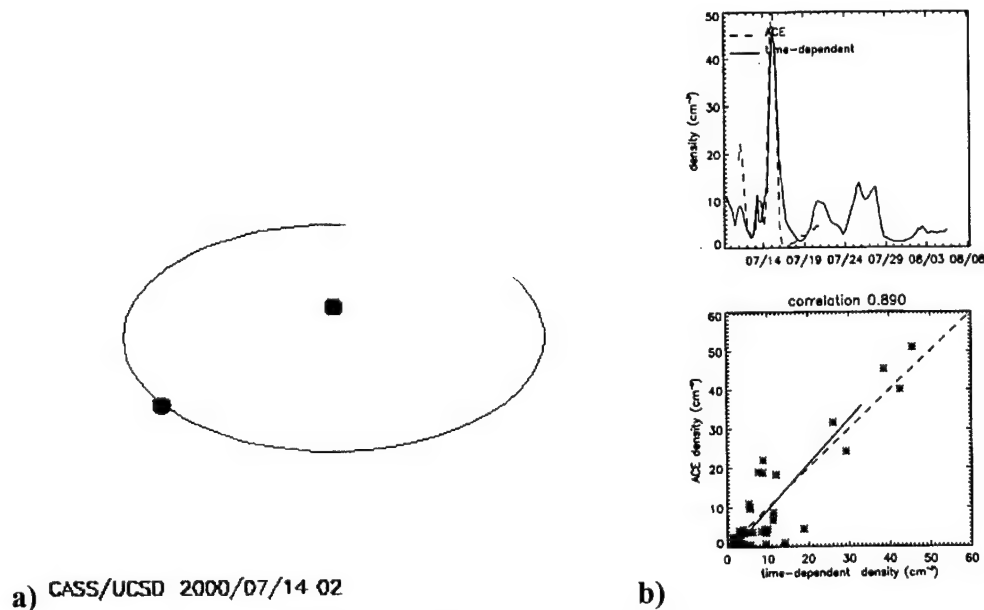 50
40
30
20
10
0
density (cm⁻³)
ACE
time-dependent
07/14 07/19 07/24 07/29 08/03 08/08
correlation 0.890
60
50
40
30
20
10
0
ACE density (cm⁻³)
0 10 20 30 40 50 60
time-dependent density (cm⁻³)
a) CASS/UCSD 2000/07/14 02
b)